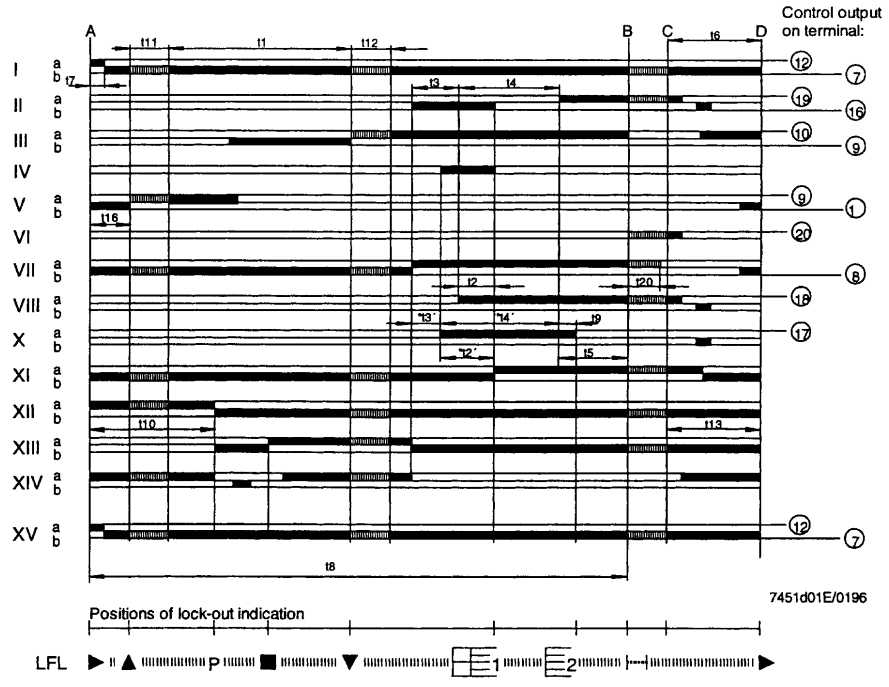 Control output
on terminal:
A B C D
t11 t1 t12 t6
I a b 12 7
t7 t3 t4
II a b 19 16
III a b 10 9
IV
V a b 9 1
t16
VI 20
VII a b 8
t2 t20
VIII a b 18
"t3´ "t4´ t9
X a b 17
"t2´ t5
XI a b
XII a b
t10 t13
XIII a b
XIV a b
XV a b 12 7
t8
7451d01E/0196
Positions of lock-out indication
LFL P 1 2